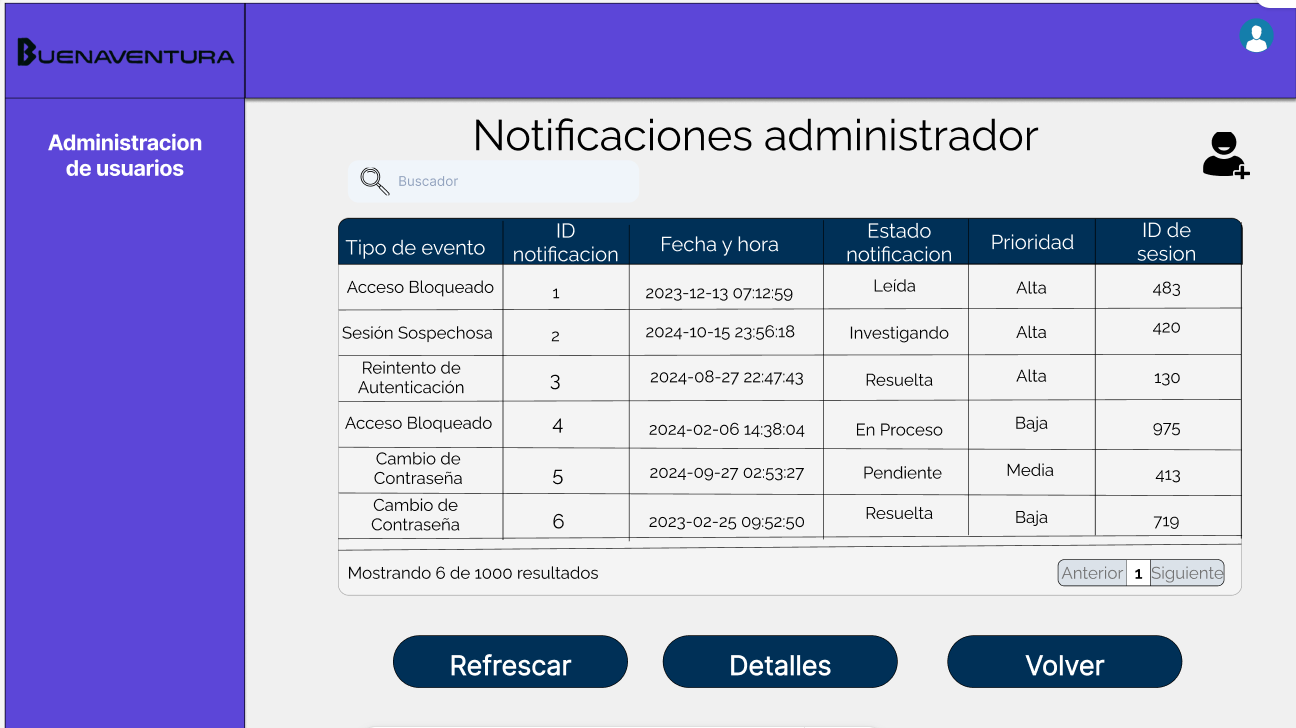 BUENAVENTURA
Administracion
de usuarios
Notificaciones administrador
Buscador
Tipo de evento
ID
notificacion
Fecha y hora
Estado
notificacion
Prioridad
ID de
sesion
Acceso Bloqueado
1
2023-12-13 07:12:59
Leída
Alta
483
Sesión Sospechosa
2
2024-10-15 23:56:18
Investigando
Alta
420
Reintento de
Autenticación
3
2024-08-27 22:47:43
Resuelta
Alta
130
Acceso Bloqueado
4
2024-02-06 14:38:04
En Proceso
Baja
975
Cambio de
Contraseña
5
2024-09-27 02:53:27
Pendiente
Media
413
Cambio de
Contraseña
6
2023-02-25 09:52:50
Resuelta
Baja
719
Mostrando 6 de 1000 resultados
Anterior 1 Siguiente
Refrescar
Detalles
Volver